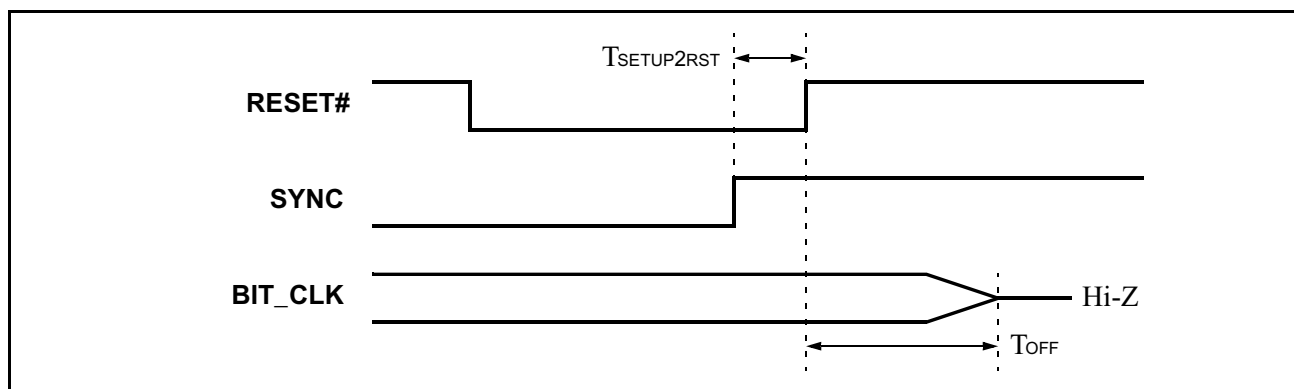 TSETUP2RST
RESET#
SYNC
BIT_CLK
Hi-Z
TOFF